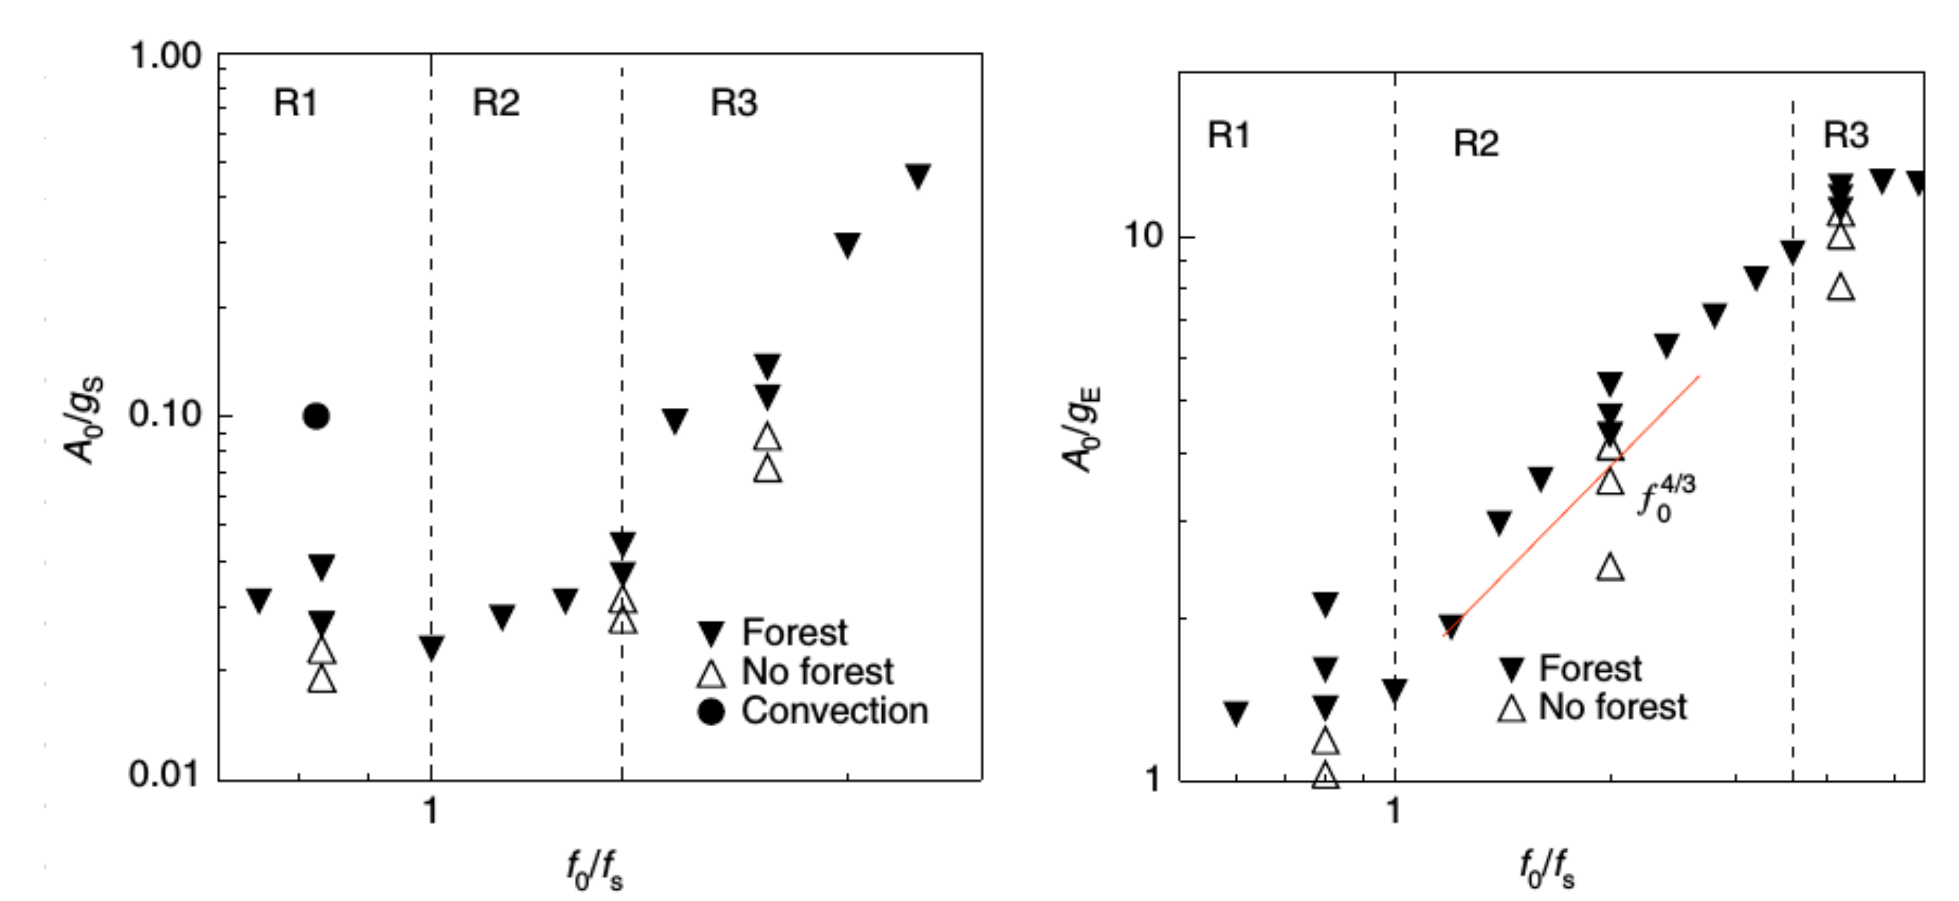 1.00
0.10
0.01
A₀/gS
R1
R2
R3
Forest
No forest
Convection
1
f₀/fs
10
1
A₀/gE
R1
R2
R3
f₀^4/3
Forest
No forest
1
f₀/fs